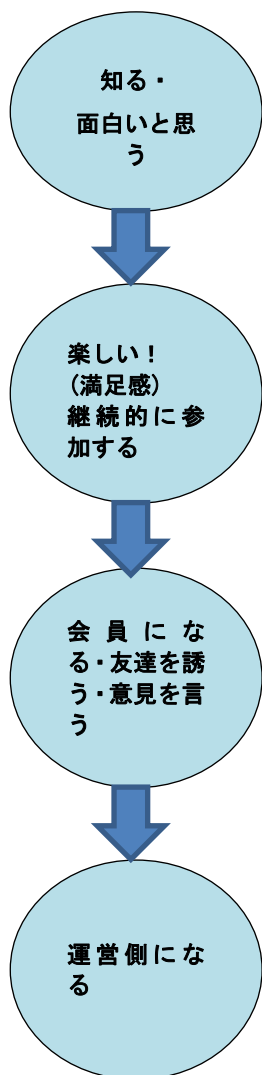 知る・
面白いと思
う
楽しい！
(満足感)
継続的に参
加する
会員にな
る・友達を誘
う・意見を言
う
運営側にな
る